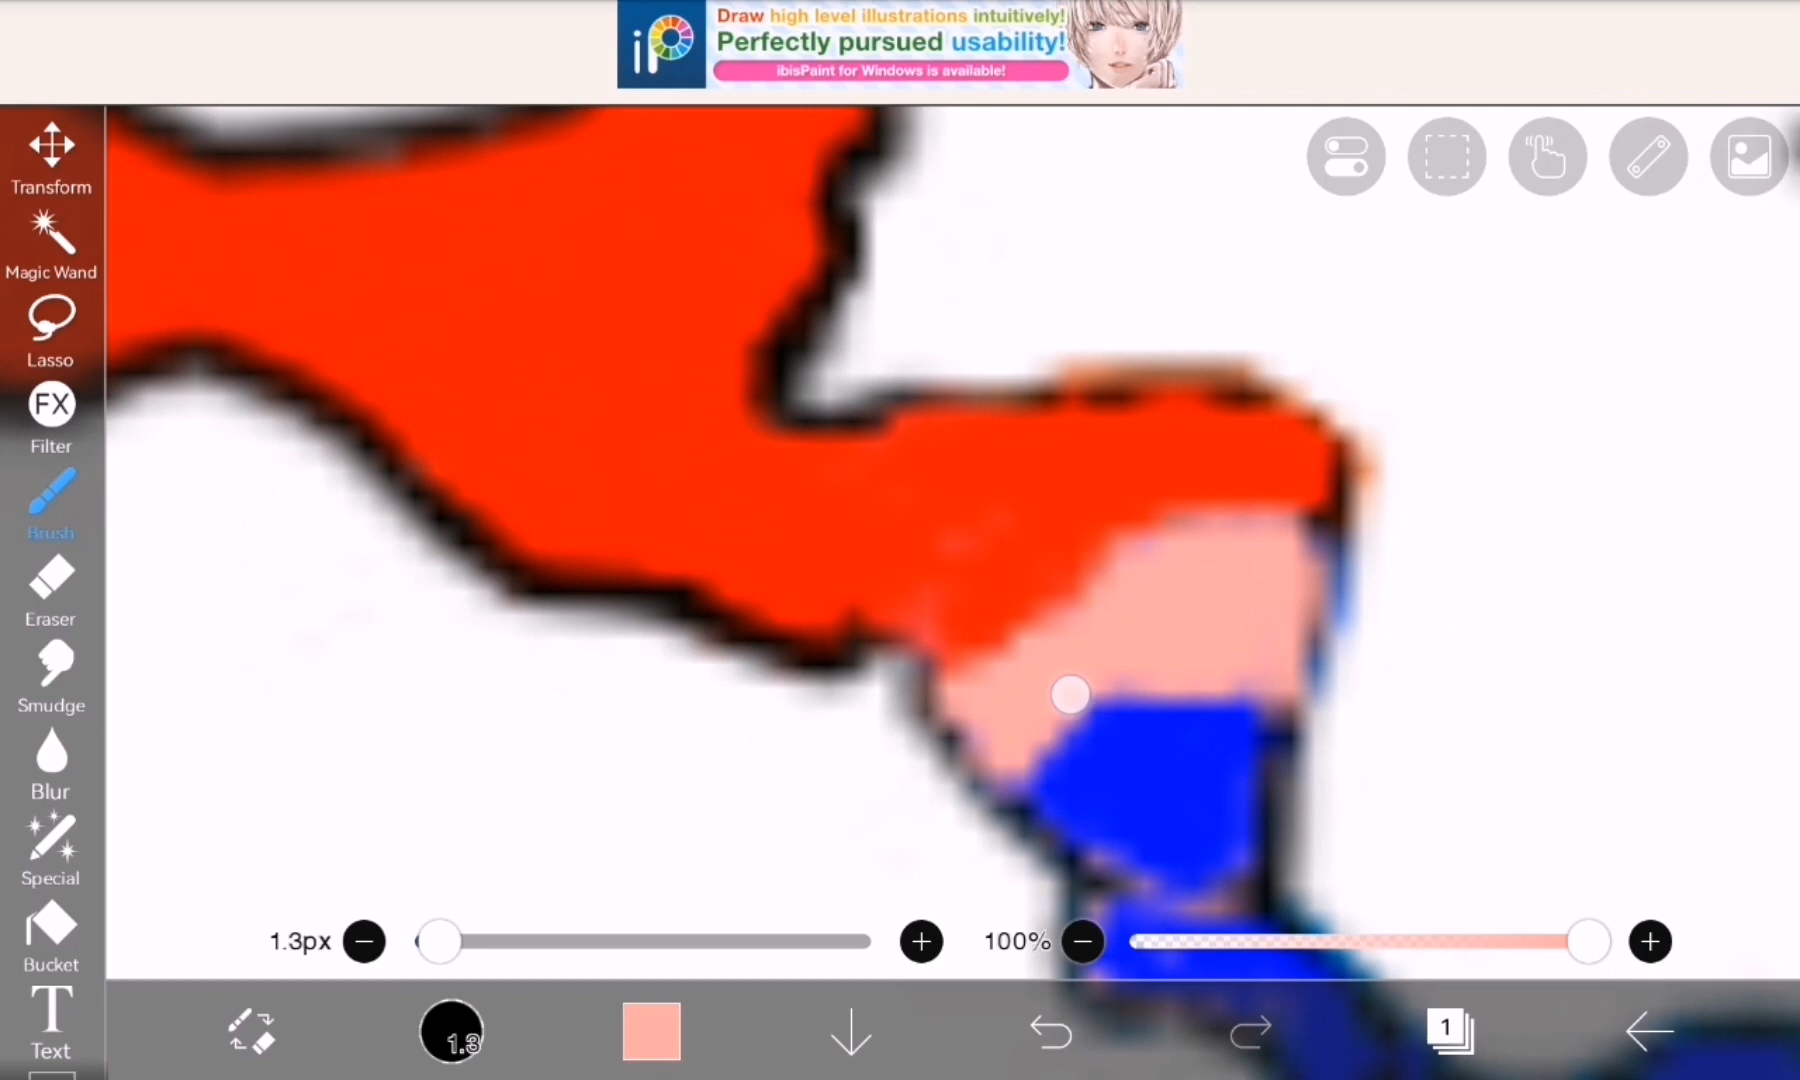 iP
Draw high level illustrations intuitively!
Perfectly pursued usability!
ibisPaint for Windows is available!
Transform
Magic Wand
Lasso
FX
Filter
Brush
Eraser
Smudge
Blur
Special
Bucket
T
Text
1.3px
100%
1.3
1